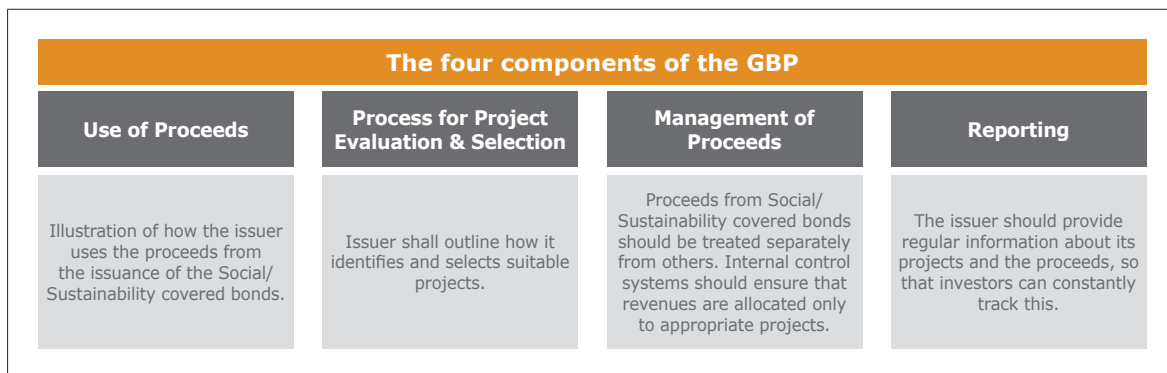 The four components of the GBP
Use of Proceeds
Process for Project
Evaluation & Selection
Management of
Proceeds
Reporting
Illustration of how the issuer
uses the proceeds from
the issuance of the Social/
Sustainability covered bonds.
Issuer shall outline how it
identifies and selects suitable
projects.
Proceeds from Social/
Sustainability covered bonds
should be treated separately
from others. Internal control
systems should ensure that
revenues are allocated only
to appropriate projects.
The issuer should provide
regular information about its
projects and the proceeds, so
that investors can constantly
track this.